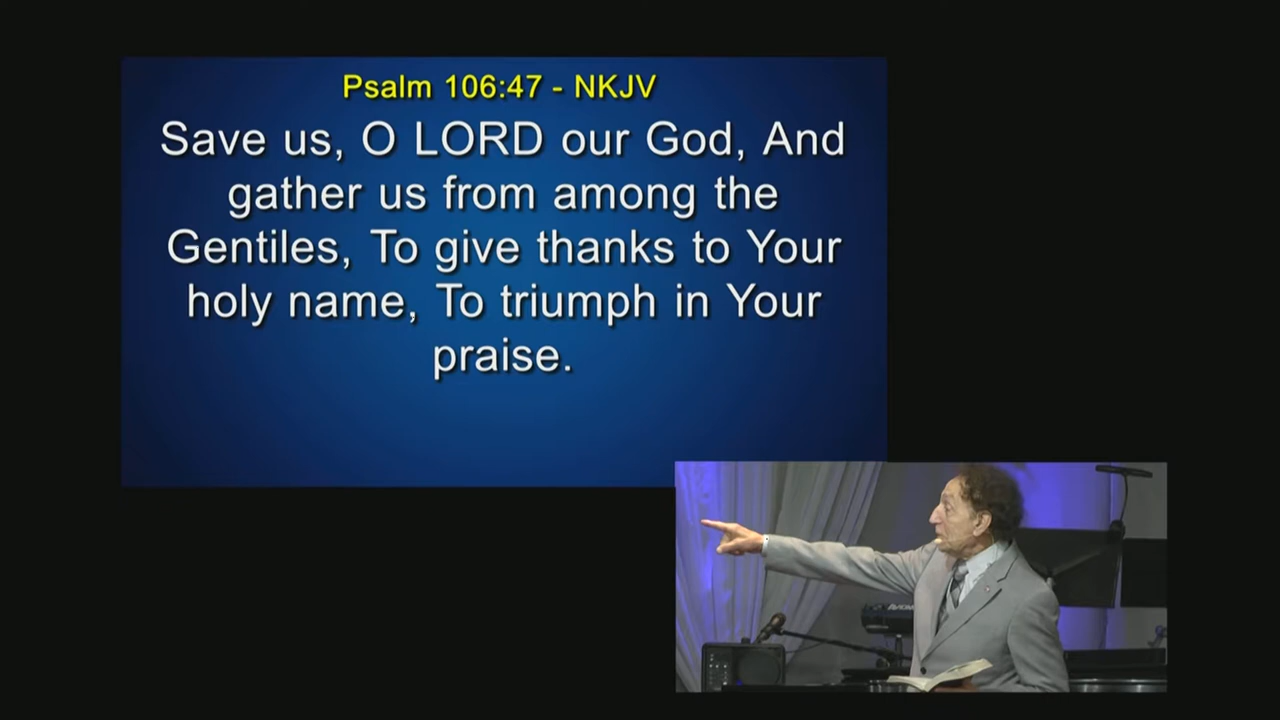 Psalm 106:47 - NKJV
Save us, O LORD our God, And
gather us from among the
Gentiles, To give thanks to Your
holy name, To triumph in Your
praise.